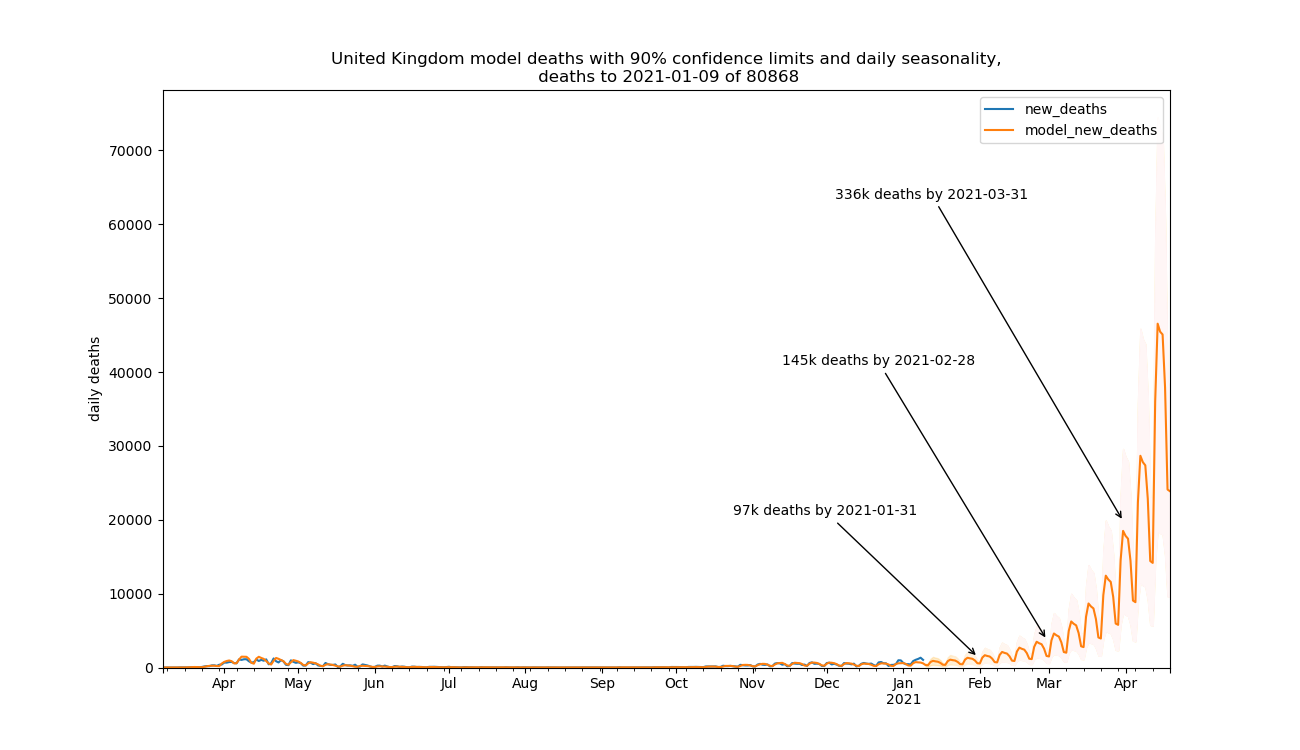 United Kingdom model deaths with 90% confidence limits and daily seasonality,
deaths to 2021-01-09 of 80868
new_deaths
model_new_deaths
70000
60000
50000
40000
30000
20000
10000
0
daily deaths
336k deaths by 2021-03-31
145k deaths by 2021-02-28
97k deaths by 2021-01-31
Apr May Jun Jul Aug Sep Oct Nov Dec Jan Feb Mar Apr
2021